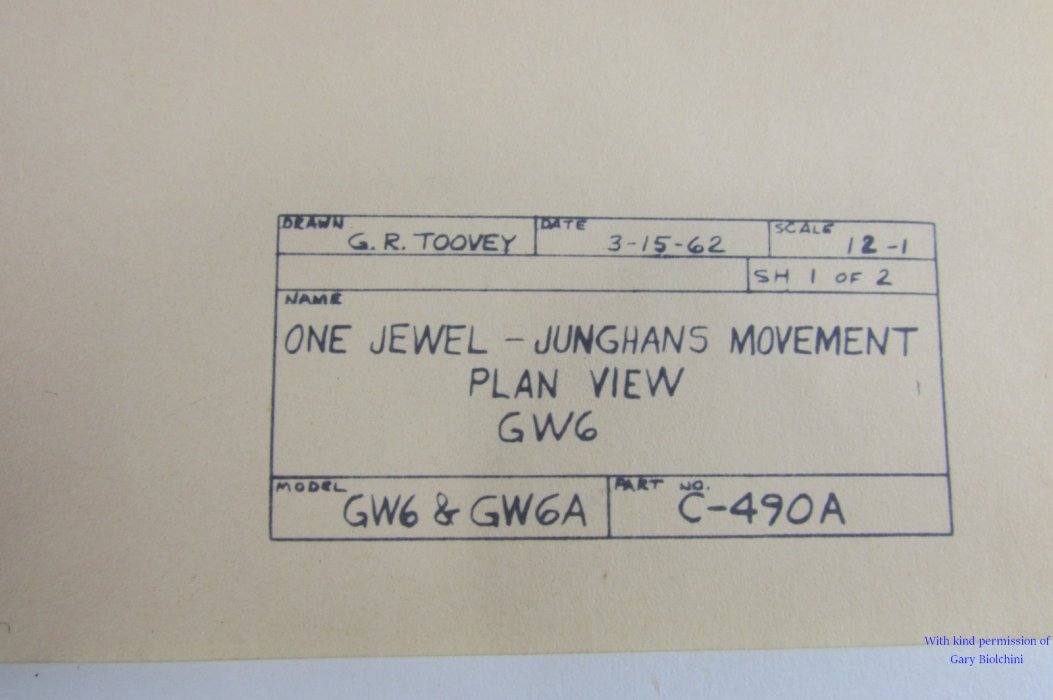 DRAWN
G. R. TOOVEY
DATE
3-15-62
SCALE
12-1
SH 1 OF 2
NAME
ONE JEWEL - JUNGHANS MOVEMENT
PLAN VIEW
GW6
MODEL
GW6 & GW6A
PART NO.
C-490A
With kind permission of
Gary Biolchini